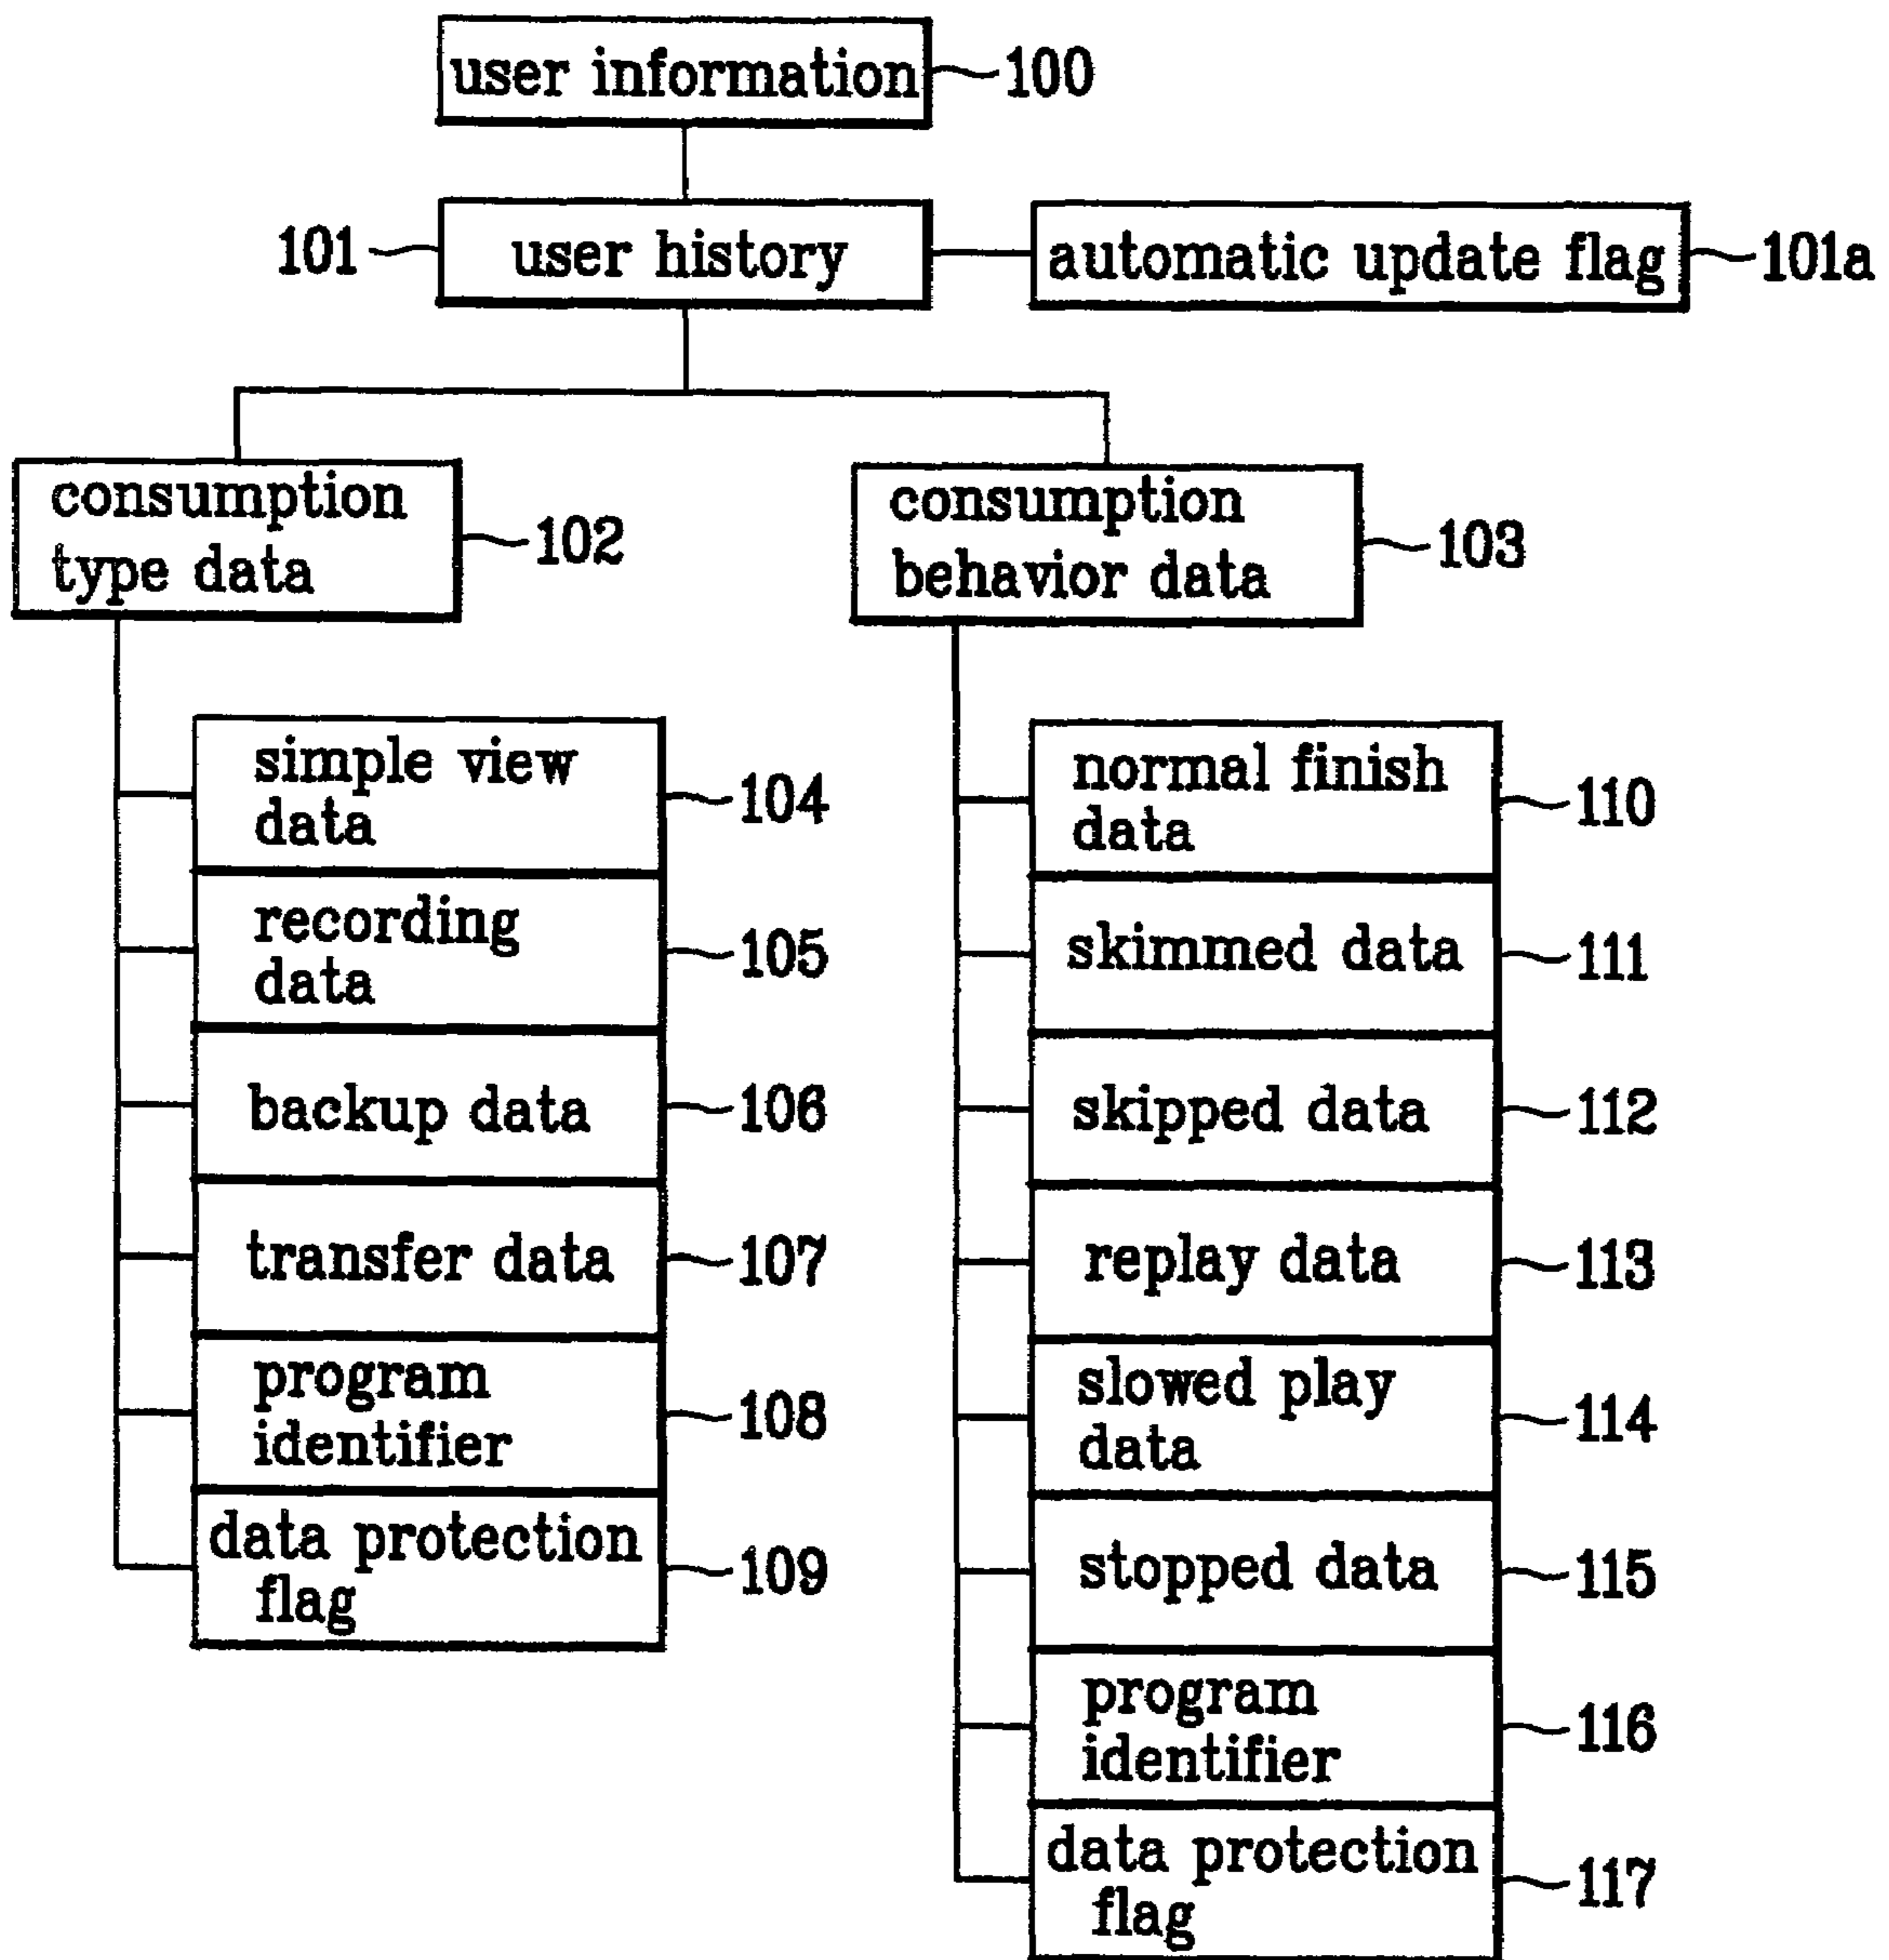 user information 100
101 user history automatic update flag 101a
consumption
type data 102
consumption
behavior data 103
simple view
data 104
recording
data 105
backup data 106
transfer data 107
program
identifier 108
data protection
flag 109
normal finish
data 110
skimmed data 111
skipped data 112
replay data 113
slowed play
data 114
stopped data 115
program
identifier 116
data protection
flag 117